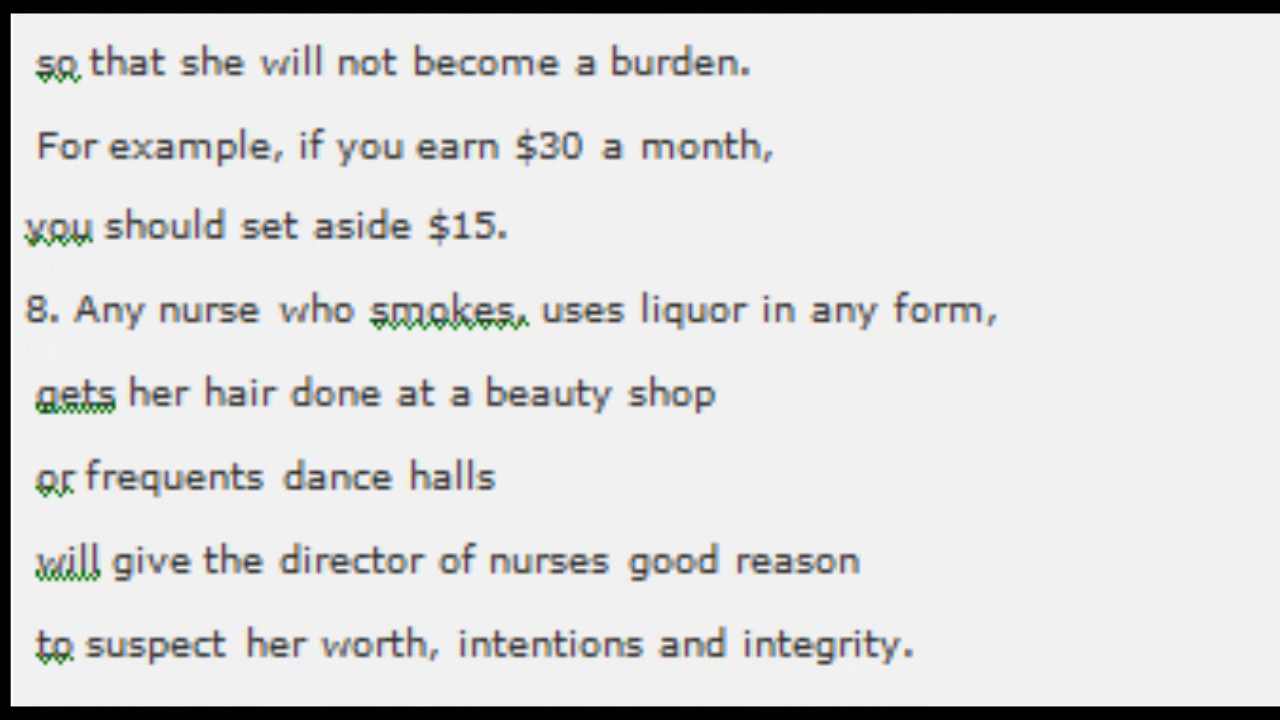 so that she will not become a burden.
For example, if you earn $30 a month,
you should set aside $15.
8. Any nurse who smokes, uses liquor in any form,
gets her hair done at a beauty shop
or frequents dance halls
will give the director of nurses good reason
to suspect her worth, intentions and integrity.